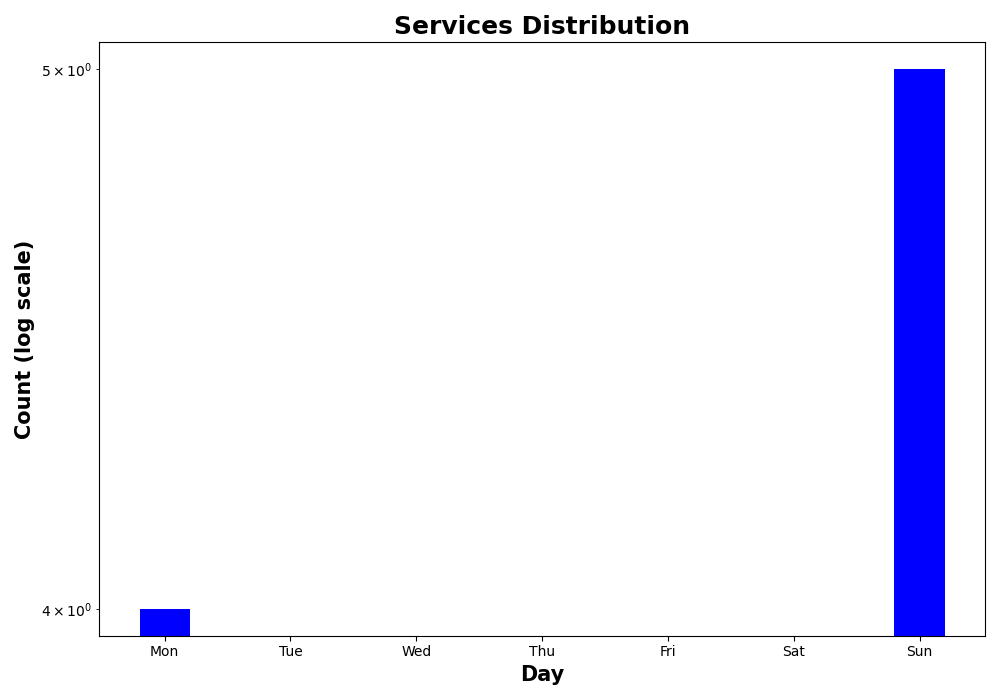 Services Distribution
5 × 10⁰
Count (log scale)
4 × 10⁰
Mon Tue Wed Thu Fri Sat Sun
Day